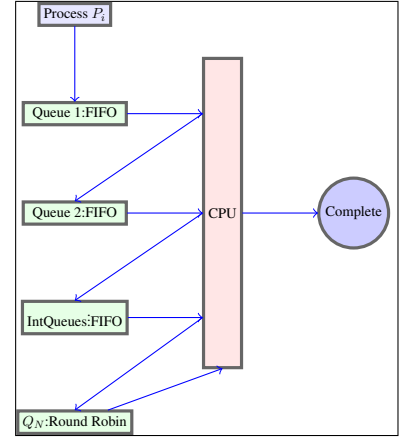 Process P_i
Queue 1:FIFO
Queue 2:FIFO
CPU
Complete
IntQueues⋮FIFO
Q_N:Round Robin